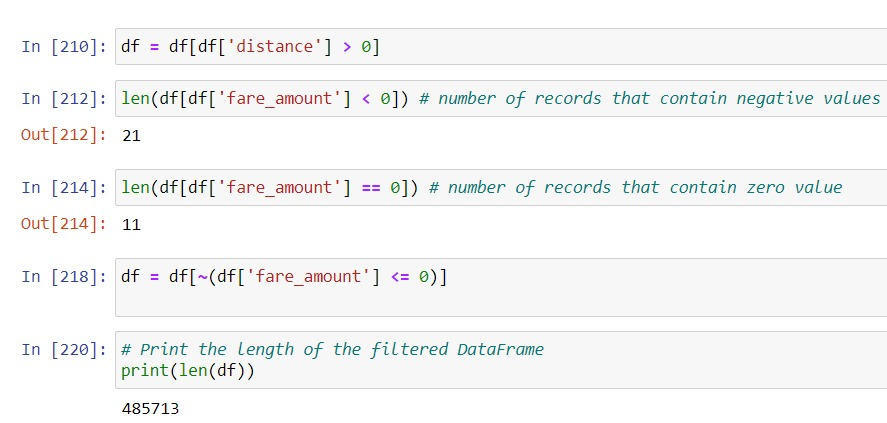 In [210]: df = df[df['distance'] > 0]
In [212]: len(df[df['fare_amount'] < 0]) # number of records that contain negative values
Out[212]: 21
In [214]: len(df[df['fare_amount'] == 0]) # number of records that contain zero value
Out[214]: 11
In [218]: df = df[~(df['fare_amount'] <= 0)]
In [220]: # Print the length of the filtered DataFrame
print(len(df))
485713